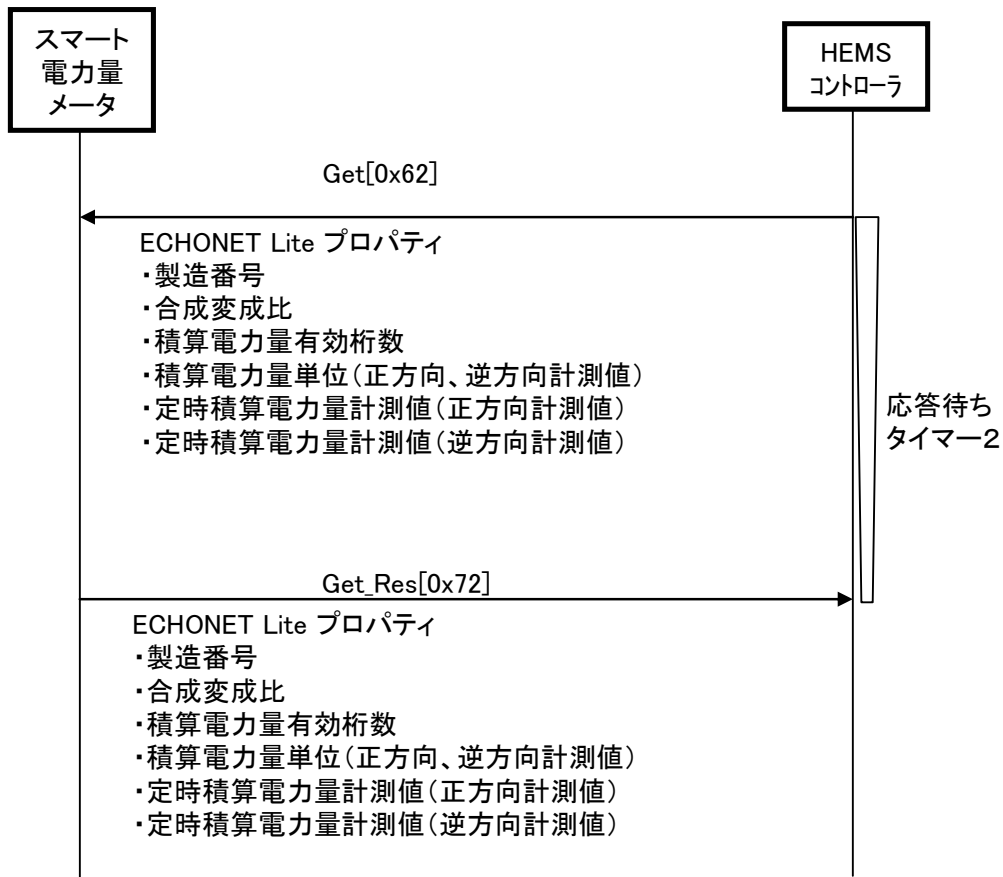 スマート
電力量
メータ
HEMS
コントローラ
Get[0x62]
ECHONET Lite プロパティ
・製造番号
・合成変成比
・積算電力量有効桁数
・積算電力量単位(正方向、逆方向計測値)
・定時積算電力量計測値(正方向計測値)
・定時積算電力量計測値(逆方向計測値)
応答待ち
タイマー2
Get_Res[0x72]
ECHONET Lite プロパティ
・製造番号
・合成変成比
・積算電力量有効桁数
・積算電力量単位(正方向、逆方向計測値)
・定時積算電力量計測値(正方向計測値)
・定時積算電力量計測値(逆方向計測値)